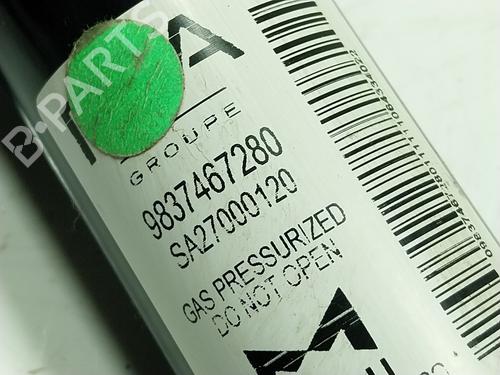 A
GROUPE
9837467280
SA27000120
GAS PRESSURIZED
DO NOT OPEN
B-PARTS